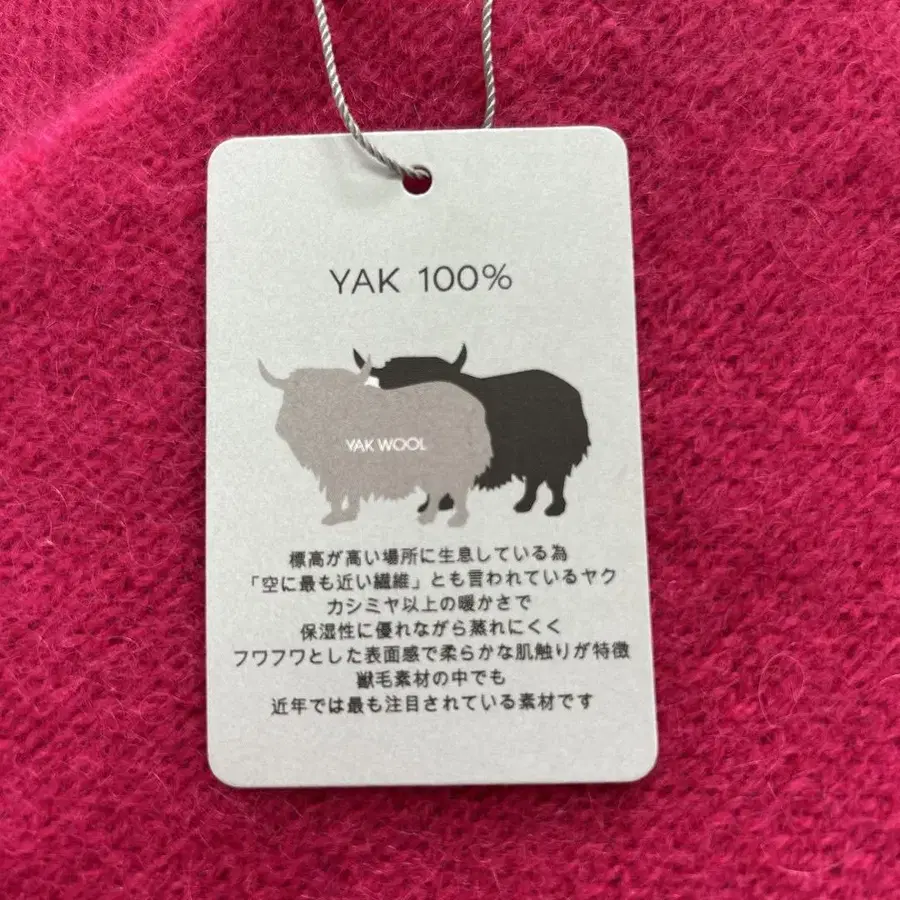 YAK 100%
YAK WOOL
標高が高い場所に生息している為
「空に最も近い繊維」とも言われているヤク
カシミヤ以上の暖かさで
保湿性に優れながら蒸れにくく
フワフワとした表面感で柔らかな肌触りが特徴
獣毛素材の中でも
近年では最も注目されている素材です